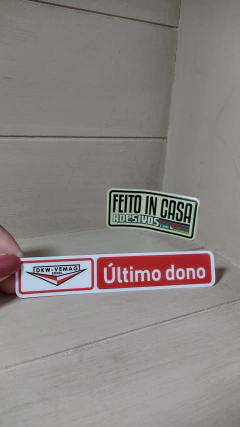 FEITO IN CASA
ADESIVOS
DKW-VEMAG
Último dono